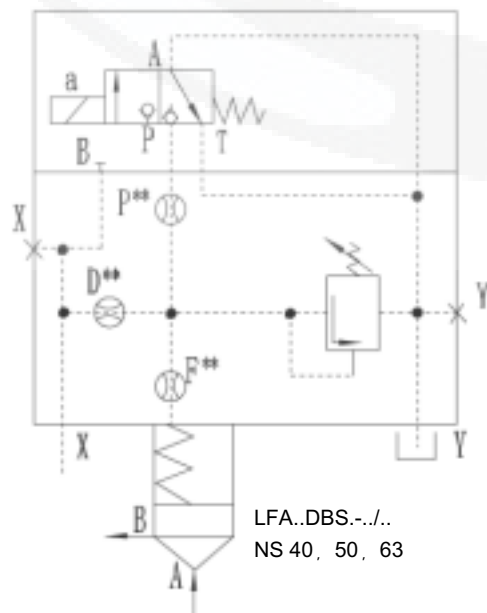 A
a
P
T
B
P**
X
D**
Y
F**
X
Y
B
A
LFA..DBS.-../..
NS 40, 50, 63